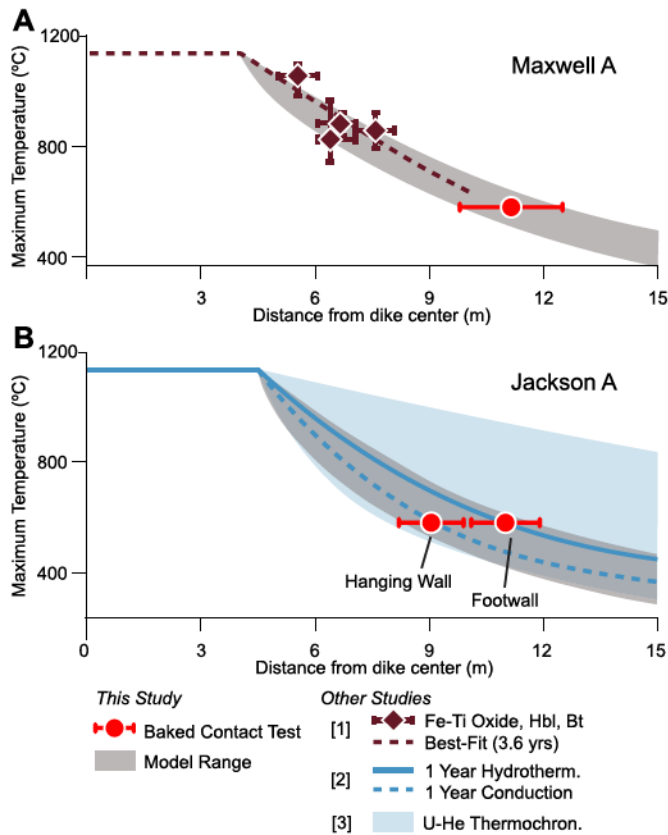 A
Maxwell A
Maximum Temperature (ºC)
1200
800
400
3
6
9
12
15
Distance from dike center (m)
B
Jackson A
Maximum Temperature (ºC)
1200
800
400
Hanging Wall
Footwall
0
3
6
9
12
15
Distance from dike center (m)
This Study
Baked Contact Test
Model Range
Other Studies
[1]
Fe-Ti Oxide, Hbl, Bt
Best-Fit (3.6 yrs)
[2]
1 Year Hydrotherm.
1 Year Conduction
[3]
U-He Thermochron.